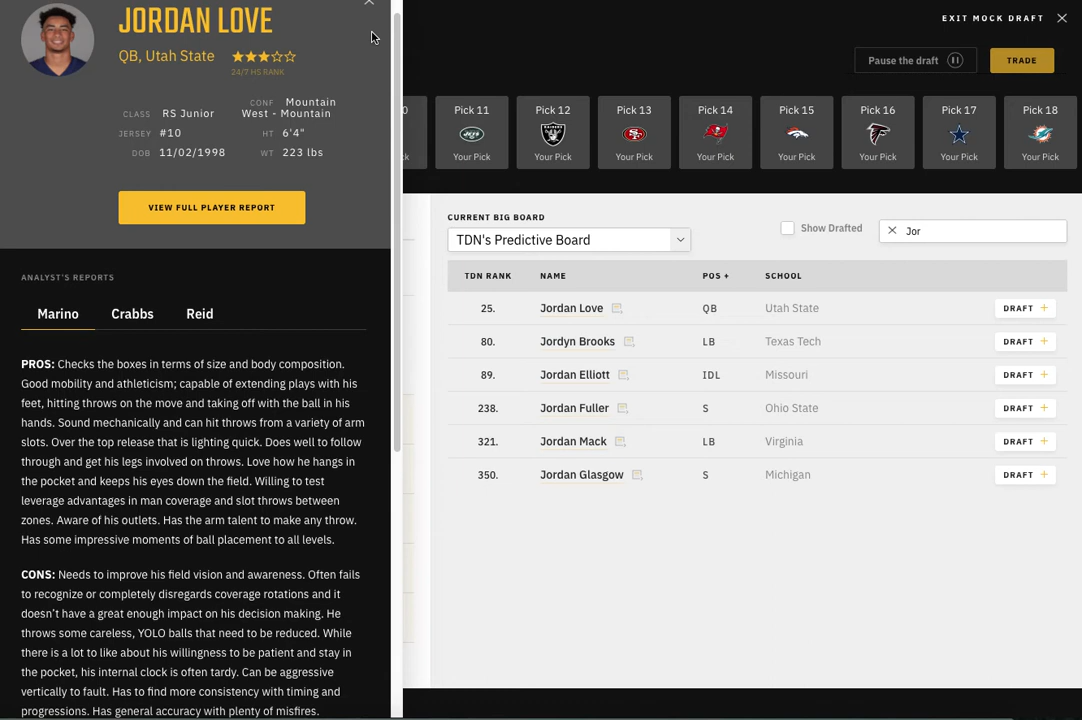 JORDAN LOVE
QB, Utah State
24/7 HS RANK
CLASS RS Junior
CONF Mountain West - Mountain
JERSEY #10
HT 6'4"
DOB 11/02/1998
WT 223 lbs
VIEW FULL PLAYER REPORT
ANALYST'S REPORTS
Marino Crabbs Reid
PROS: Checks the boxes in terms of size and body composition.
Good mobility and athleticism; capable of extending plays with his
feet, hitting throws on the move and taking off with the ball in his
hands. Sound mechanically and can hit throws from a variety of arm
slots. Over the top release that is lighting quick. Does well to follow
through and get his legs involved on throws. Love how he hangs in
the pocket and keeps his eyes down the field. Willing to test
leverage advantages in man coverage and slot throws between
zones. Aware of his outlets. Has the arm talent to make any throw.
Has some impressive moments of ball placement to all levels.
CONS: Needs to improve his field vision and awareness. Often fails
to recognize or completely disregards coverage rotations and it
doesn't have a great enough impact on his decision making. He
throws some careless, YOLO balls that need to be reduced. While
there is a lot to like about his willingness to be patient and stay in
the pocket, his internal clock is often tardy. Can be aggressive
vertically to fault. Has to find more consistency with timing and
progressions. Has general accuracy with plenty of misfires.
EXIT MOCK DRAFT
Pause the draft
TRADE
0 Pick 11 Pick 12 Pick 13 Pick 14 Pick 15 Pick 16 Pick 17 Pick 18
ck Your Pick Your Pick Your Pick Your Pick Your Pick Your Pick Your Pick Your Pick
CURRENT BIG BOARD
TDN's Predictive Board
Show Drafted
Jor
TDN RANK NAME POS + SCHOOL
25. Jordan Love QB Utah State DRAFT +
80. Jordyn Brooks LB Texas Tech DRAFT +
89. Jordan Elliott IDL Missouri DRAFT +
238. Jordan Fuller S Ohio State DRAFT +
321. Jordan Mack LB Virginia DRAFT +
350. Jordan Glasgow S Michigan DRAFT +